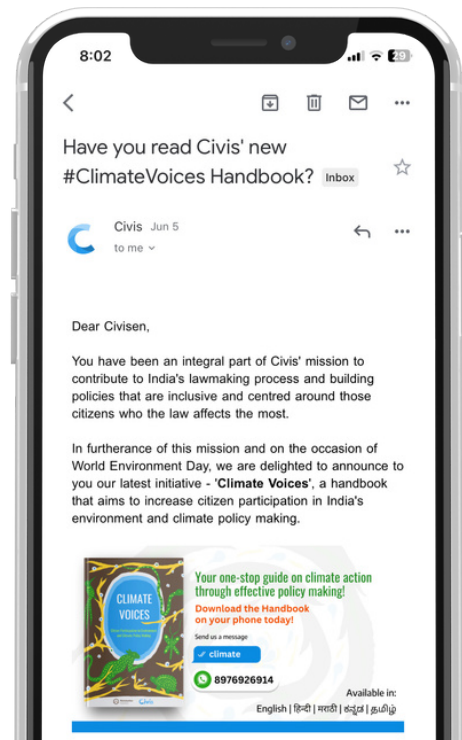 8:02
29
Have you read Civis' new
#ClimateVoices Handbook? Inbox
Civis Jun 5
to me
Dear Civisen,
You have been an integral part of Civis' mission to
contribute to India's lawmaking process and building
policies that are inclusive and centred around those
citizens who the law affects the most.
In furtherance of this mission and on the occasion of
World Environment Day, we are delighted to announce to
you our latest initiative - 'Climate Voices', a handbook
that aims to increase citizen participation in India's
environment and climate policy making.
CLIMATE
VOICES
Civis
Your one-stop guide on climate action
through effective policy making!
Download the Handbook
on your phone today!
Send us a message
climate
8976926914
Available in:
English | हिन्दी | मराठी | ಕನ್ನಡ | தமிழ்